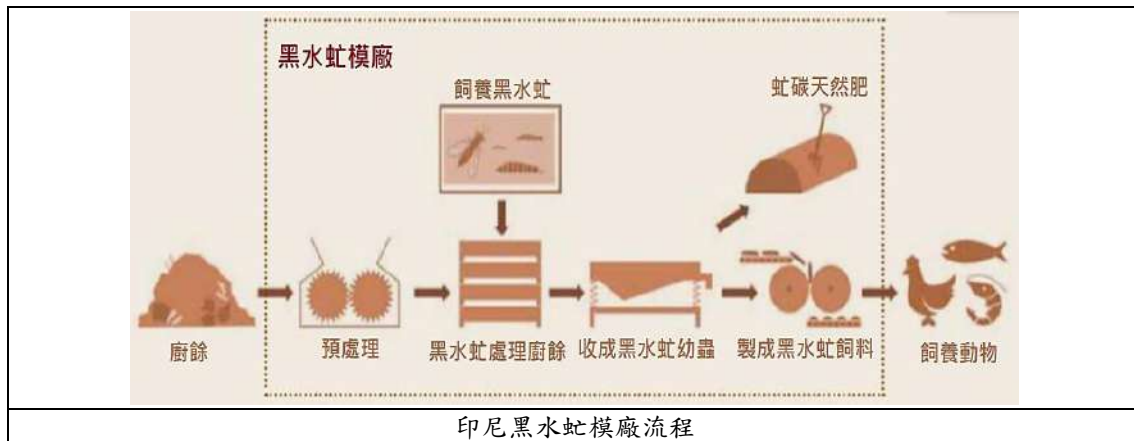 黑水虻模廠
飼養黑水虻
虻碳天然肥
廚餘
預處理
黑水虻處理廚餘
收成黑水虻幼蟲
製成黑水虻飼料
飼養動物
印尼黑水虻模廠流程